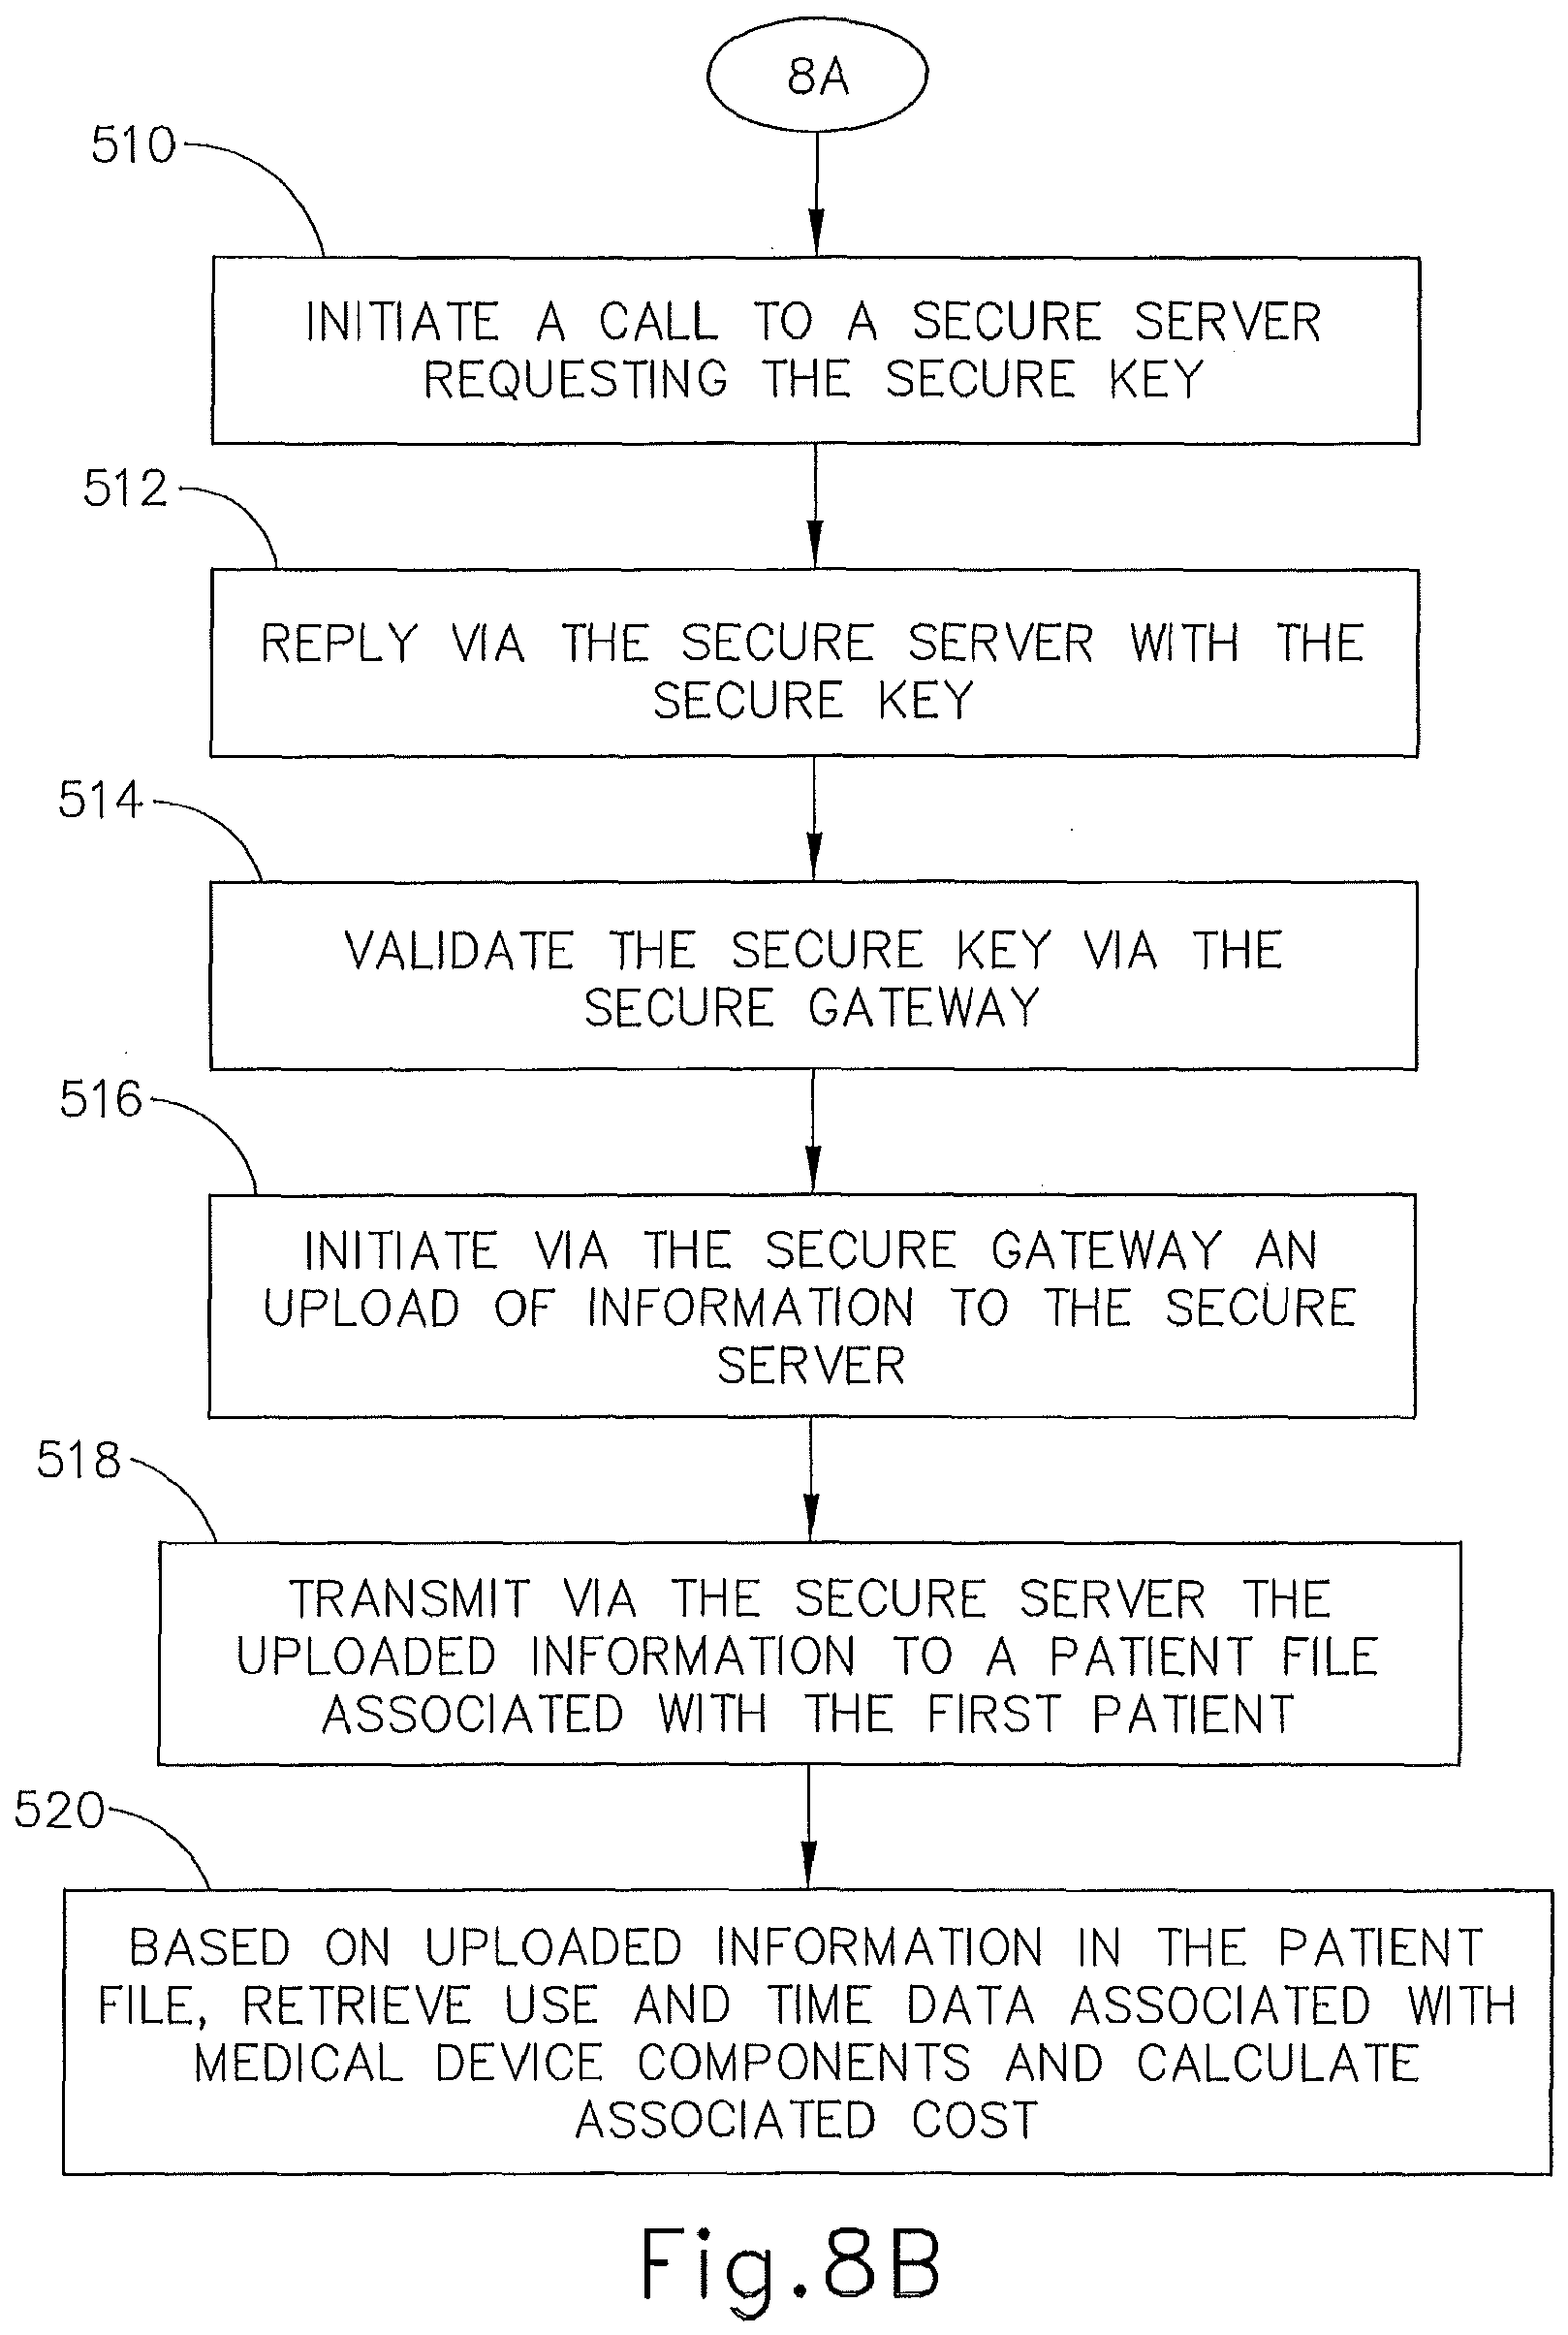 8A
510
INITIATE A CALL TO A SECURE SERVER
REQUESTING THE SECURE KEY
512
REPLY VIA THE SECURE SERVER WITH THE
SECURE KEY
514
VALIDATE THE SECURE KEY VIA THE
SECURE GATEWAY
516
INITIATE VIA THE SECURE GATEWAY AN
UPLOAD OF INFORMATION TO THE SECURE
SERVER
518
TRANSMIT VIA THE SECURE SERVER THE
UPLOADED INFORMATION TO A PATIENT FILE
ASSOCIATED WITH THE FIRST PATIENT
520
BASED ON UPLOADED INFORMATION IN THE PATIENT
FILE, RETRIEVE USE AND TIME DATA ASSOCIATED WITH
MEDICAL DEVICE COMPONENTS AND CALCULATE
ASSOCIATED COST
Fig.8B